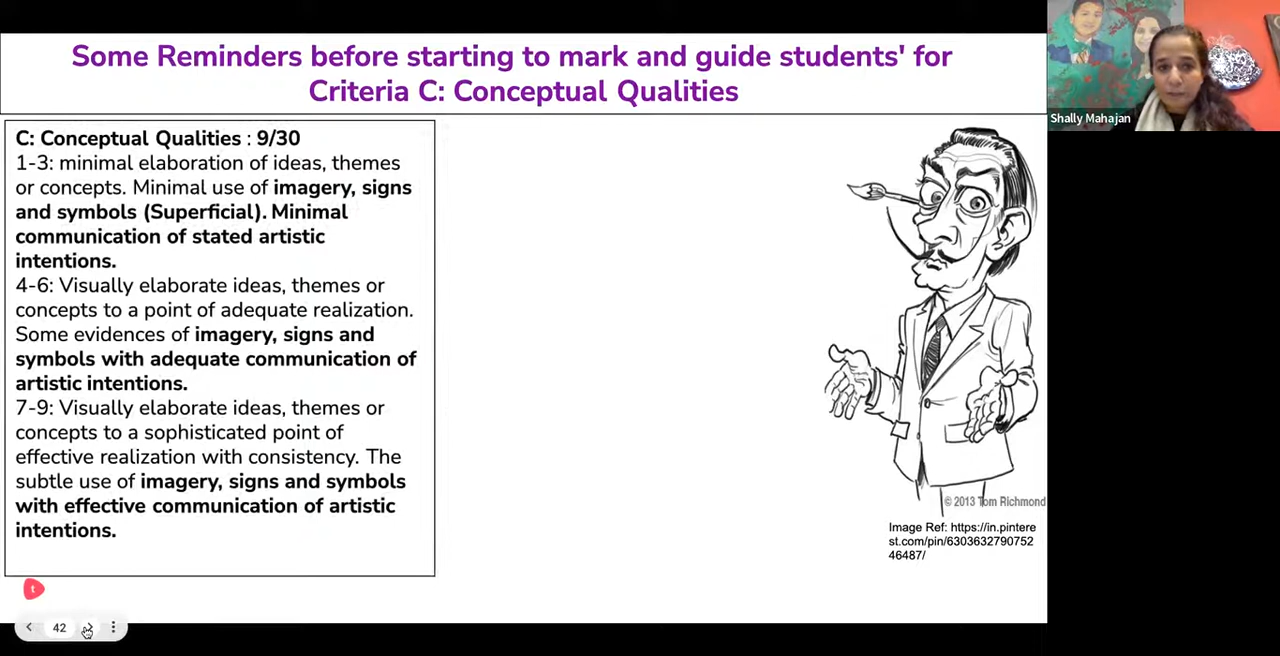 Some Reminders before starting to mark and guide students' for
Criteria C: Conceptual Qualities
Shally Mahajan
C: Conceptual Qualities : 9/30
1-3: minimal elaboration of ideas, themes
or concepts. Minimal use of imagery, signs
and symbols (Superficial). Minimal
communication of stated artistic
intentions.
4-6: Visually elaborate ideas, themes or
concepts to a point of adequate realization.
Some evidences of imagery, signs and
symbols with adequate communication of
artistic intentions.
7-9: Visually elaborate ideas, themes or
concepts to a sophisticated point of
effective realization with consistency. The
subtle use of imagery, signs and symbols
with effective communication of artistic
intentions.
© 2013 Tom Richmond
Image Ref: https://in.pintere
st.com/pin/6303632790752
46487/
t
42